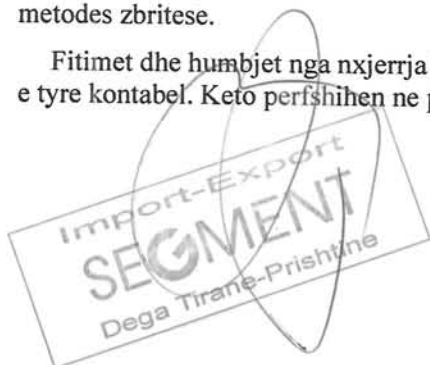 metodes zbritese.
Fitimet dhe humbjet nga nxjerrja
e tyre kontabel. Keto perfshihen ne p
Import-Export
SEGMENT
Dega Tirane-Prishtine